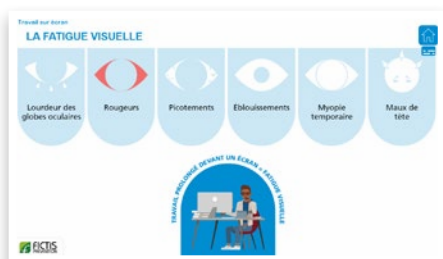 Travail sur écran
LA FATIGUE VISUELLE
Lourdeur des
globes oculaires
Rougeurs
Picotements
Éblouissements
Myopie
temporaire
Maux de
tête
TRAVAIL PROLONGÉ DEVANT UN ÉCRAN = FATIGUE VISUELLE
FICTIS